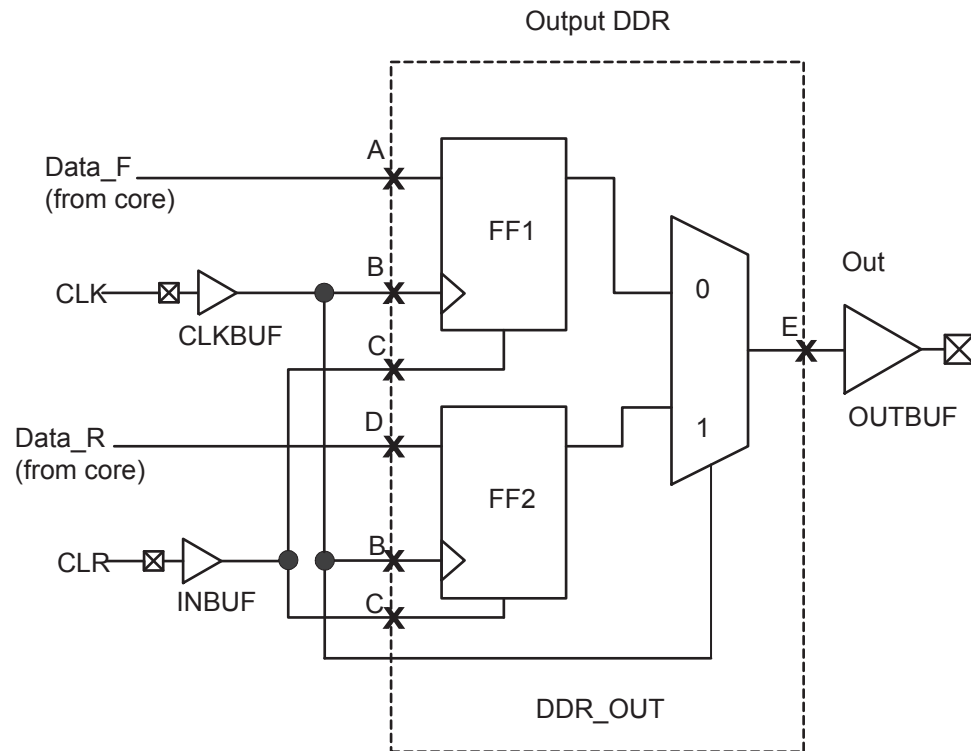 Output DDR
A
Data_F
(from core)
FF1
B
CLK
CLKBUF
C
0
Out
E
OUTBUF
D
Data_R
(from core)
1
FF2
B
CLR
INBUF
C
DDR_OUT